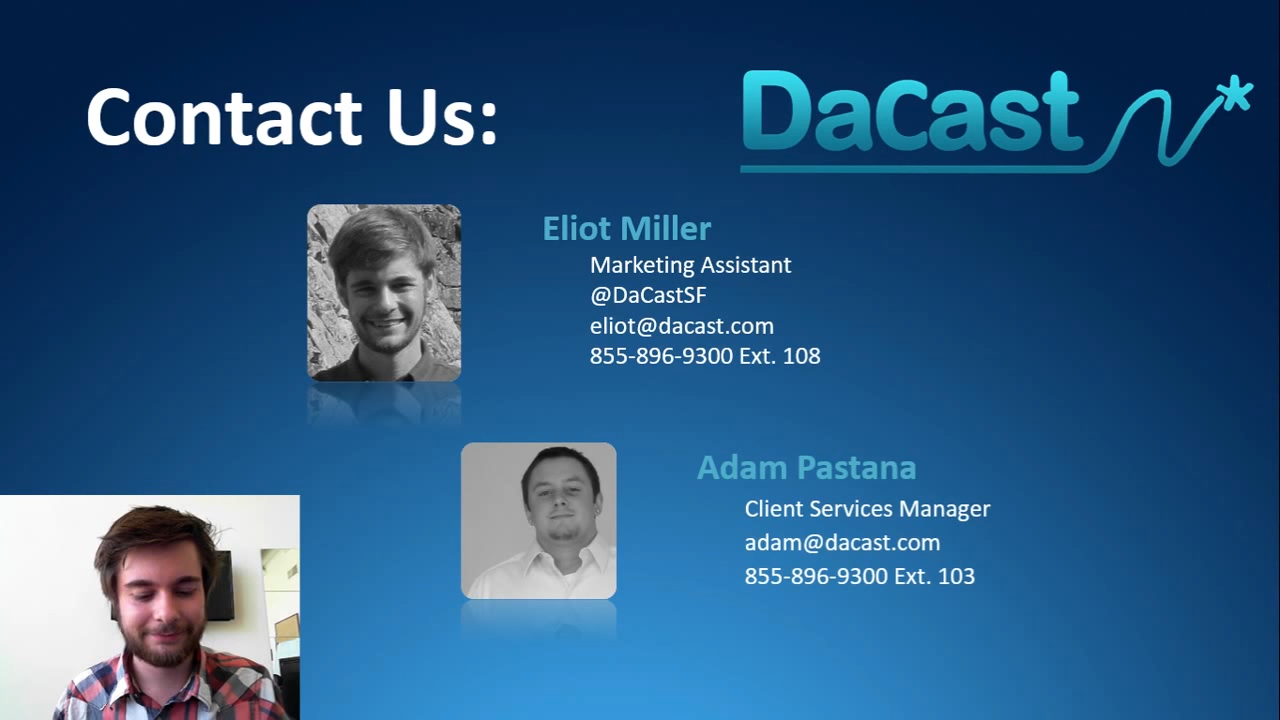 Contact Us:
DaCast
Eliot Miller
Marketing Assistant
@DaCastSF
eliot@dacast.com
855-896-9300 Ext. 108
Adam Pastana
Client Services Manager
adam@dacast.com
855-896-9300 Ext. 103